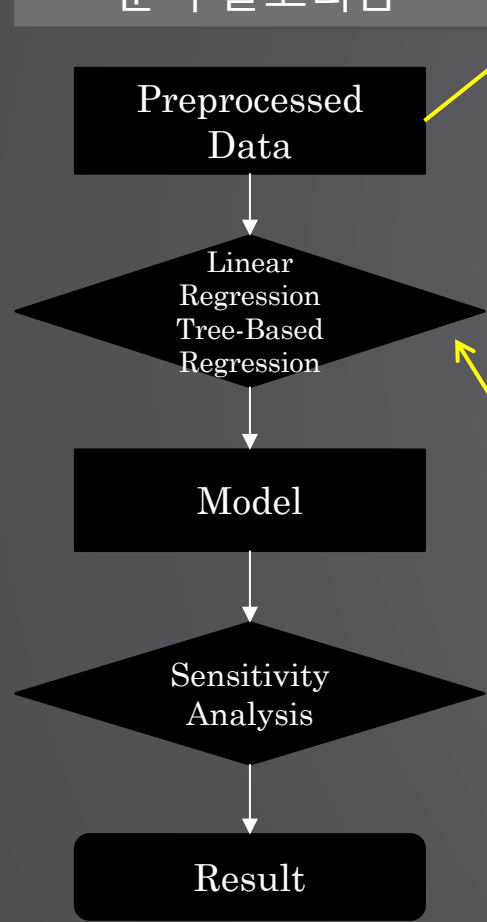 Preprocessed
Data
Linear
Regression
Tree-Based
Regression
Model
Sensitivity
Analysis
Result